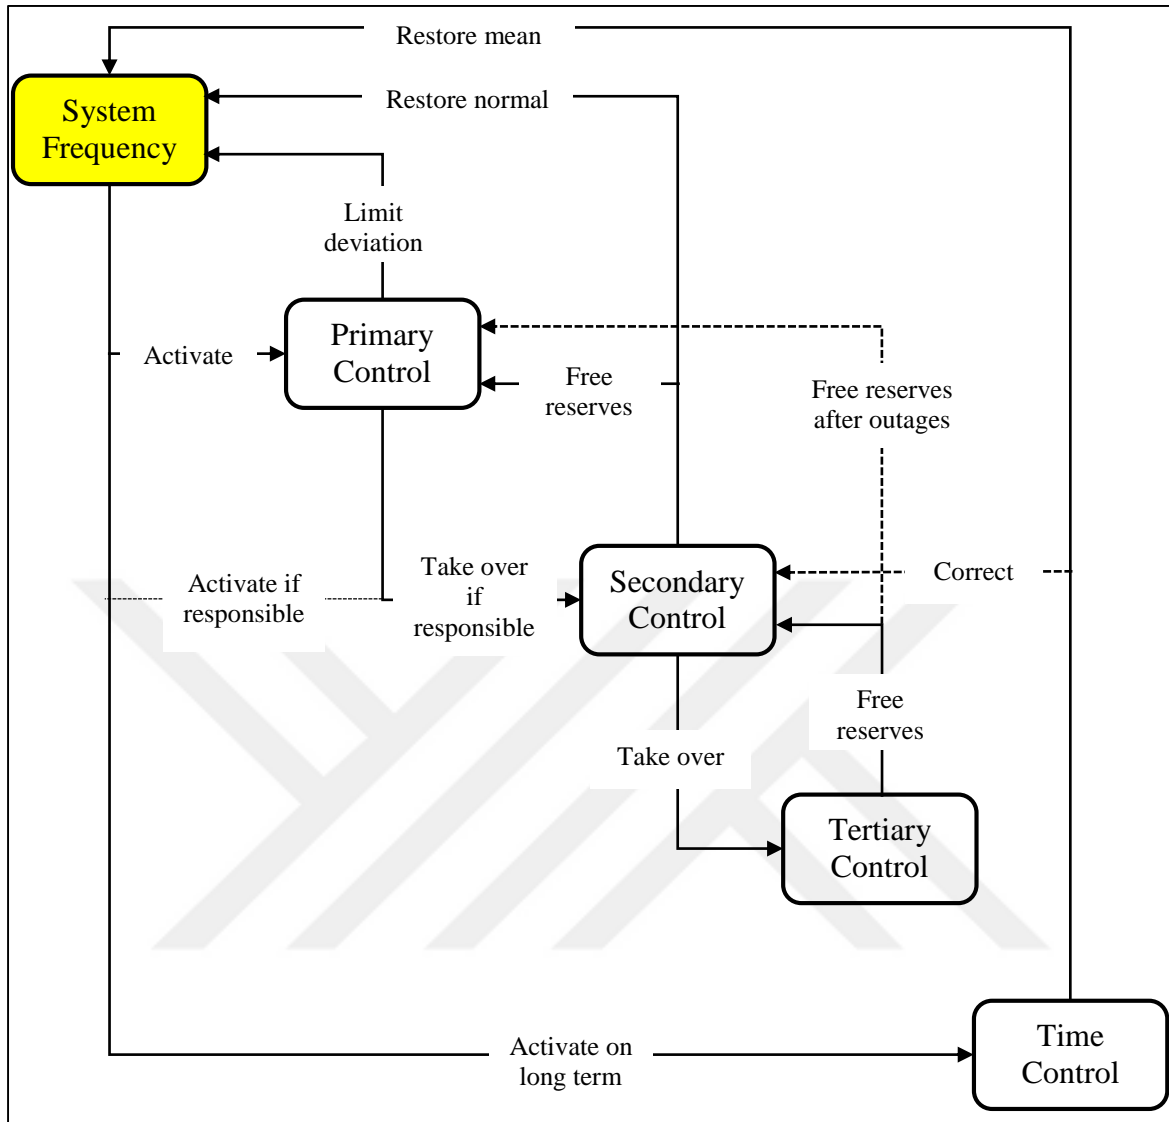 Restore mean
System
Frequency
Restore normal
Limit
deviation
Primary
Control
Activate
Free
reserves
Free reserves
after outages
Activate if
responsible
Take over
if
responsible
Secondary
Control
Correct
Free
reserves
Take over
Tertiary
Control
Activate on
long term
Time
Control